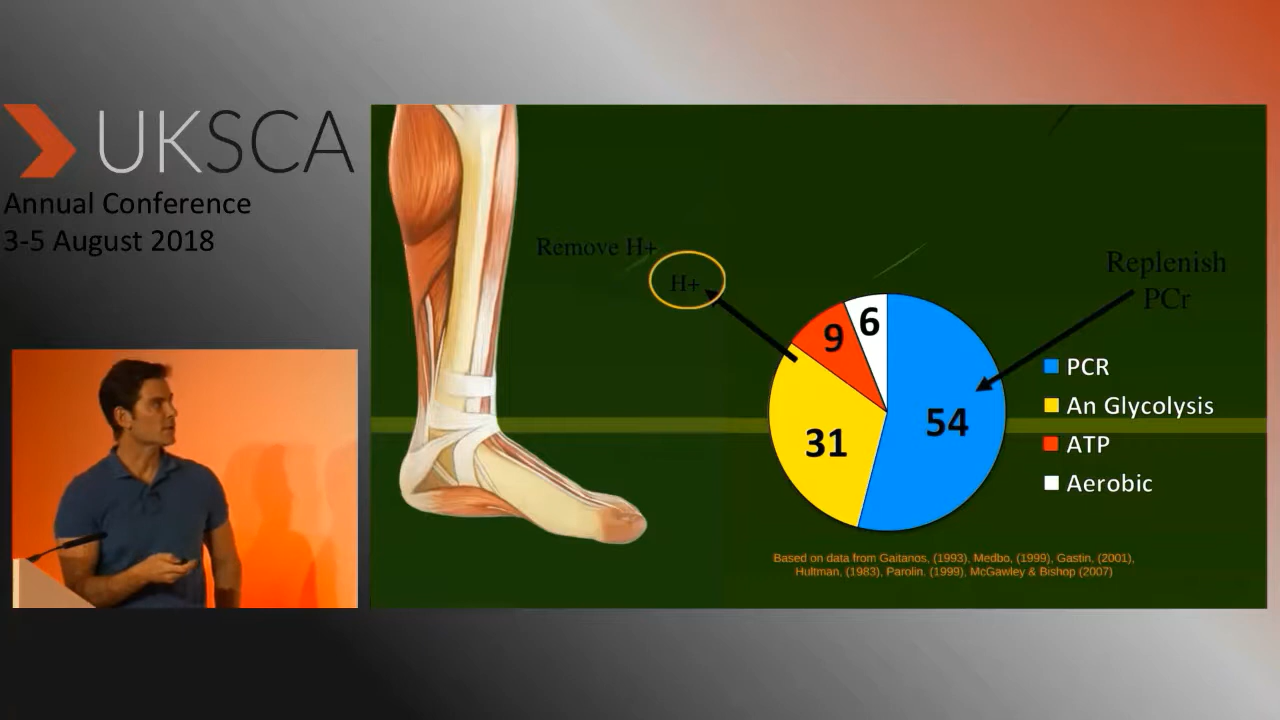 UKSCA
Annual Conference
3-5 August 2018
Remove H+
H+
Replenish
PCr
9
6
54
31
PCR
An Glycolysis
ATP
Aerobic
Based on data from Gaitanos, (1993), Medbo, (1999), Gastin, (2001),
Hultman, (1983), Parolin. (1999), McGawley & Bishop (2007)